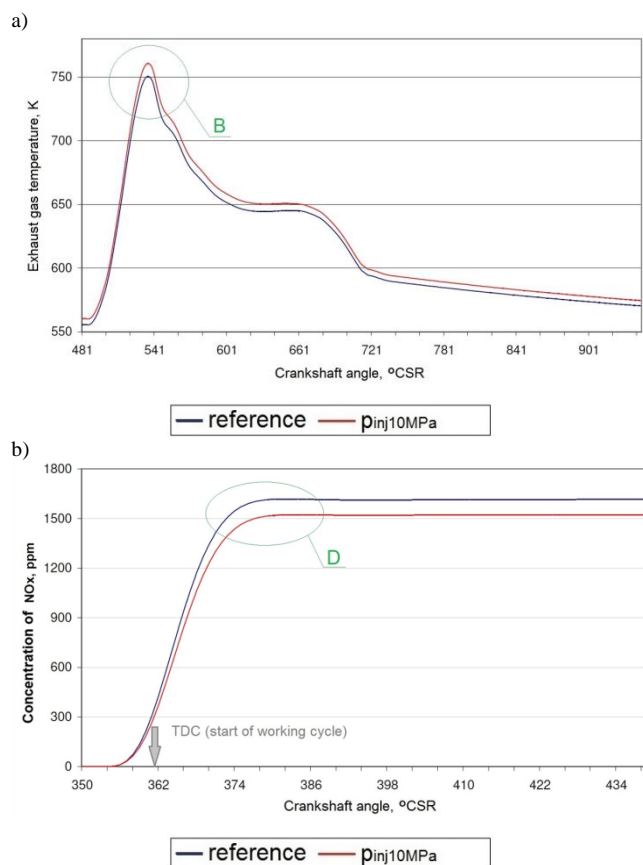 a)
Exhaust gas temperature, K
750
700
650
600
550
B
481 541 601 661 721 781 841 901
Crankshaft angle, ºCSR
reference pinj10MPa
b)
Concentration of NOx, ppm
1800
1500
1200
900
600
300
0
D
TDC (start of working cycle)
350 362 374 386 398 410 422 434
Crankshaft angle, ºCSR
reference pinj10MPa